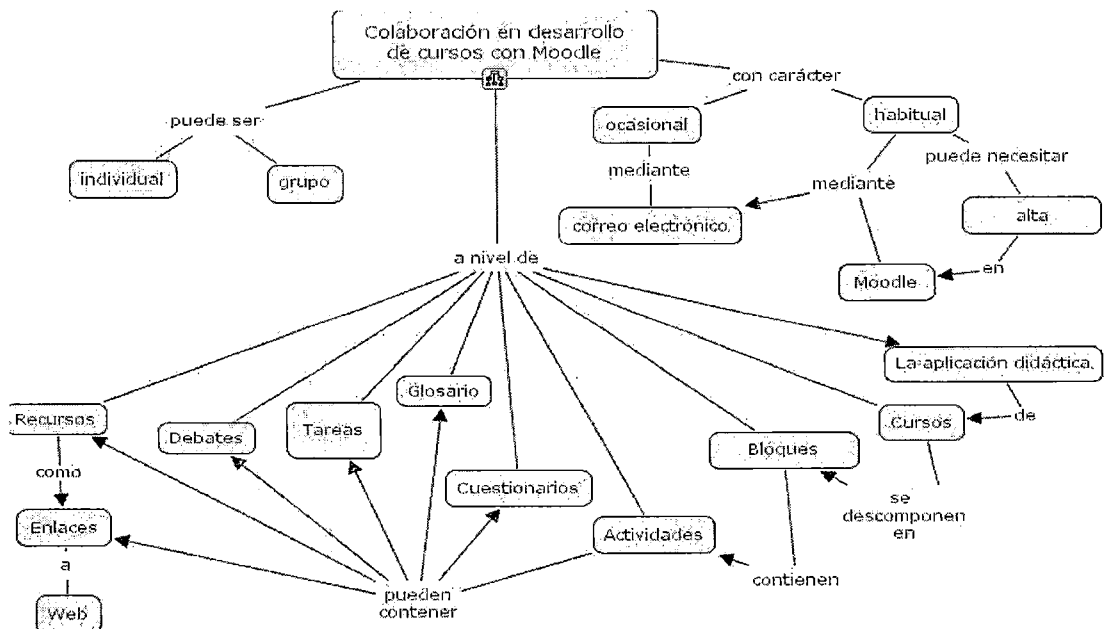 Colaboración en desarrollo
de cursos con Moodle
con carácter
puede ser
ocasional
habitual
individual
grupo
mediante
mediante
puede necesitar
correo electrónico
alta
a nivel de
Moodle
en
La aplicación didáctica
Recursos
Debates
Tareas
Glosario
Cursos
de
Bloques
como
Cuestionarios
se
descomponen
en
Enlaces
Actividades
a
pueden
contener
contienen
Web